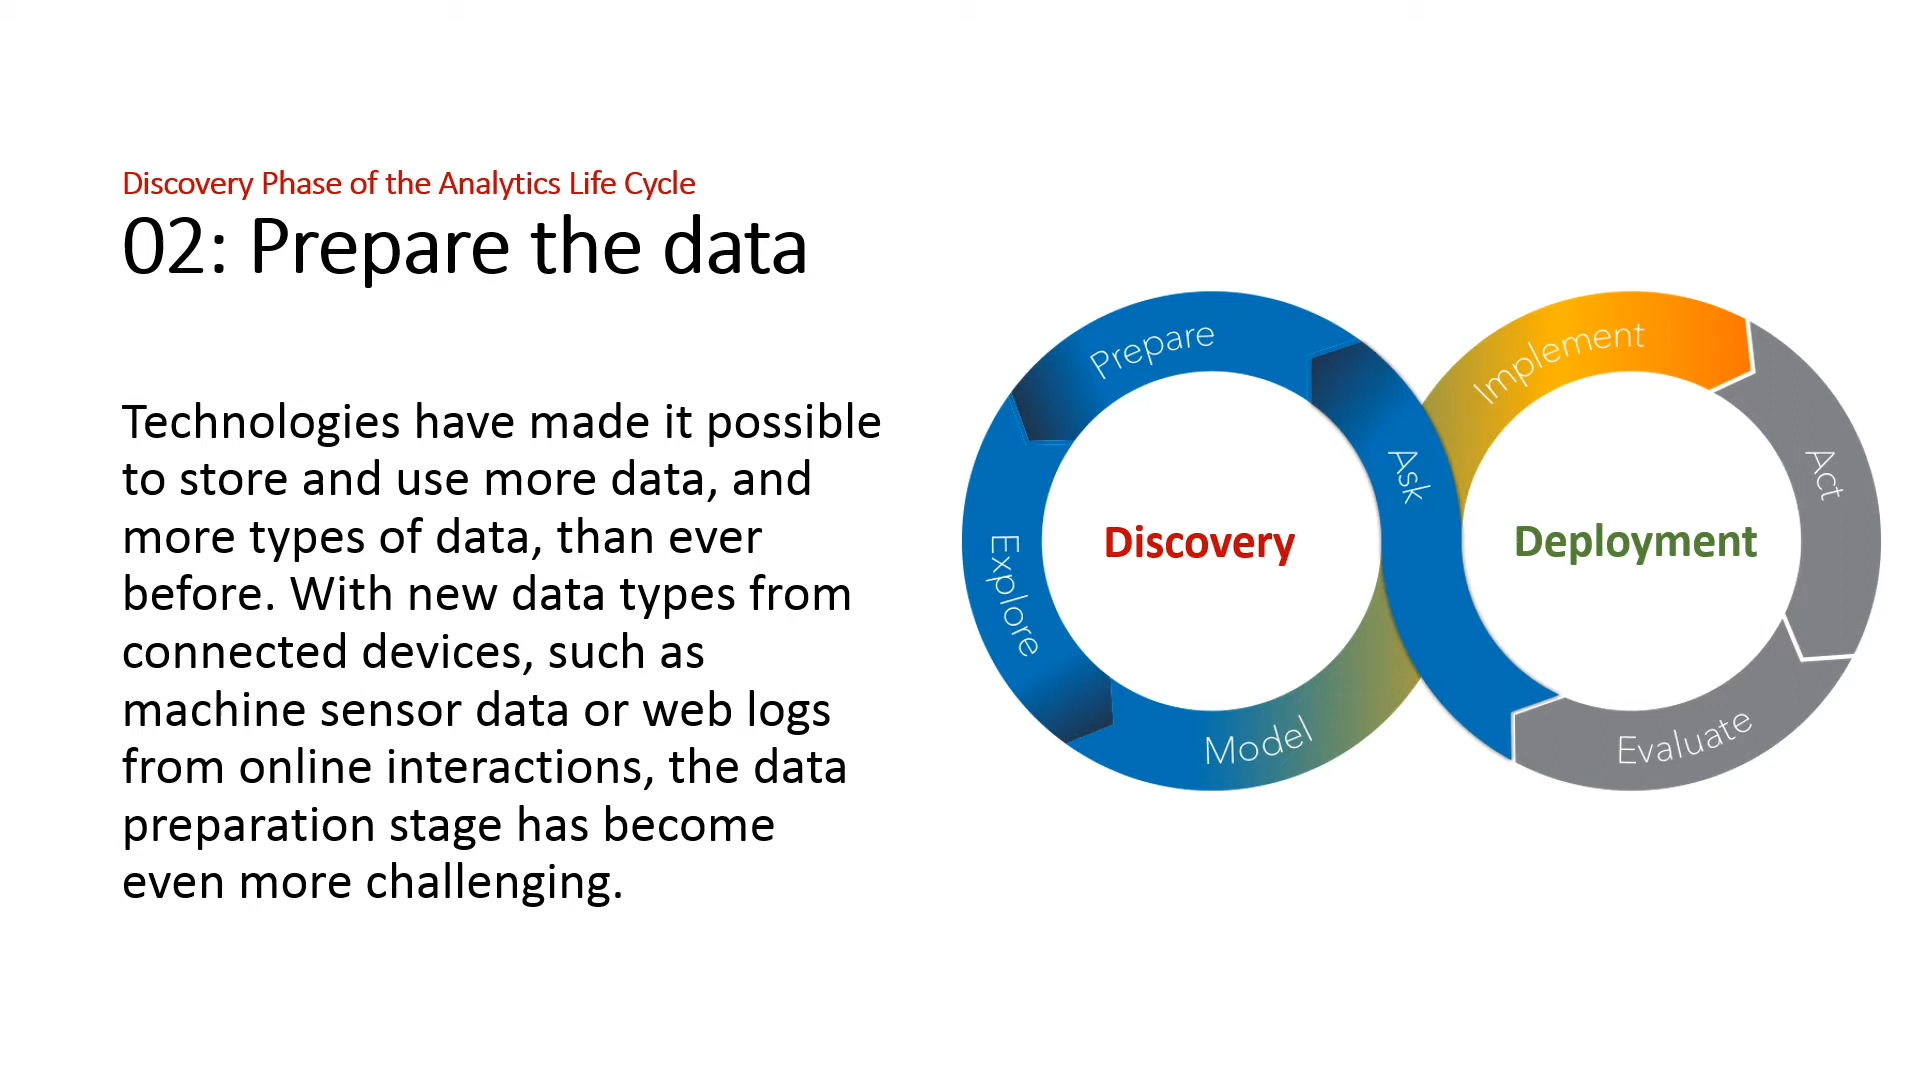 Discovery Phase of the Analytics Life Cycle
02: Prepare the data
Technologies have made it possible
to store and use more data, and
more types of data, than ever
before. With new data types from
connected devices, such as
machine sensor data or web logs
from online interactions, the data
preparation stage has become
even more challenging.
Prepare
Ask
Explore
Model
Discovery
Implement
Act
Evaluate
Deployment